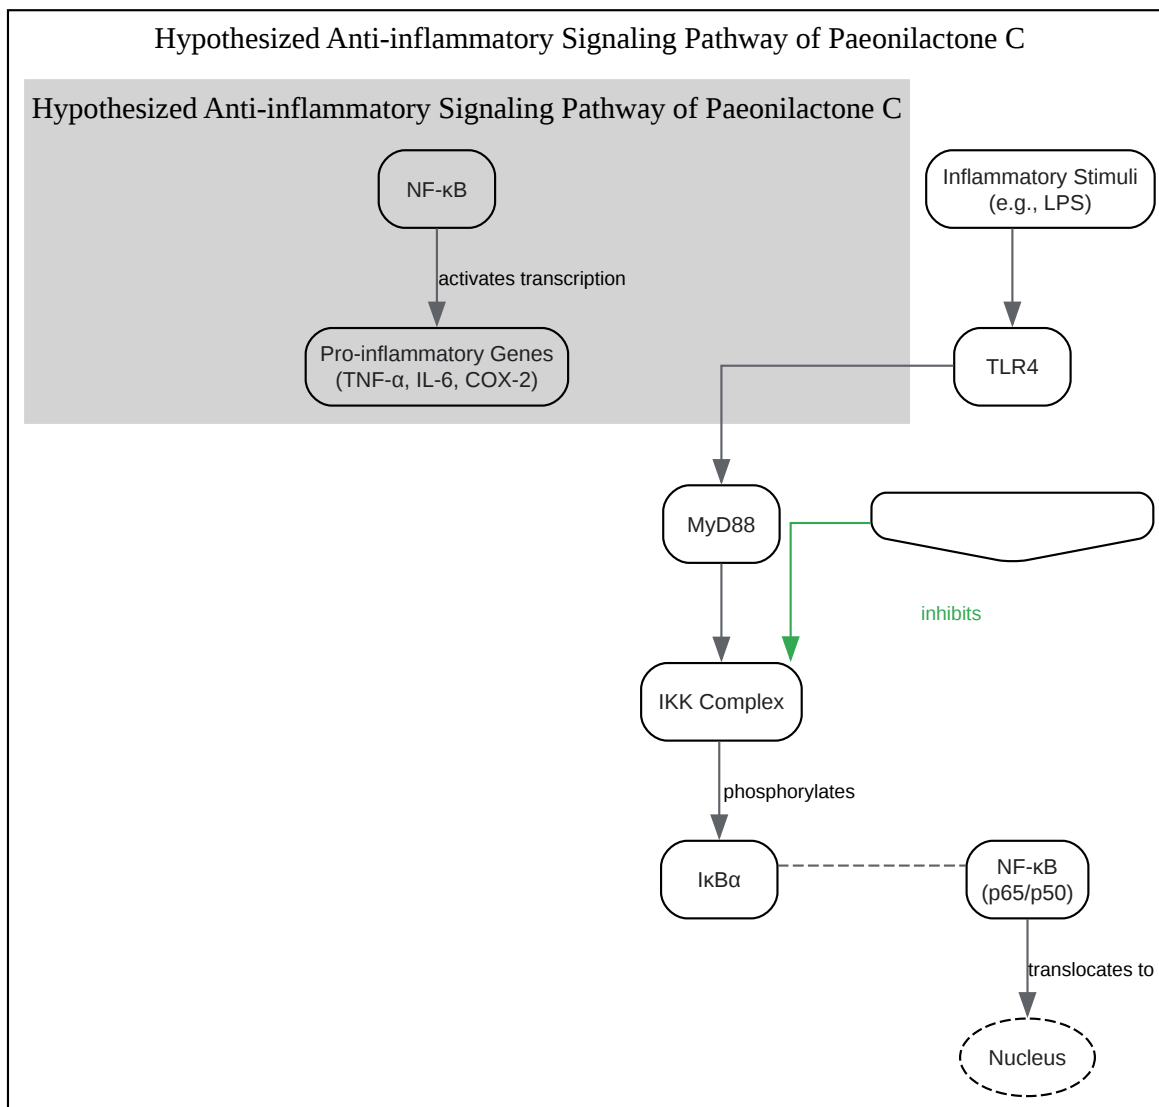 Hypothesized Anti-inflammatory Signaling Pathway of Paeonilactone C
Hypothesized Anti-inflammatory Signaling Pathway of Paeonilactone C
NF-κB
Inflammatory Stimuli
(e.g., LPS)
activates transcription
Pro-inflammatory Genes
(TNF-α, IL-6, COX-2)
TLR4
MyD88
inhibits
IKK Complex
phosphorylates
IκBα
NF-κB
(p65/p50)
translocates to
Nucleus